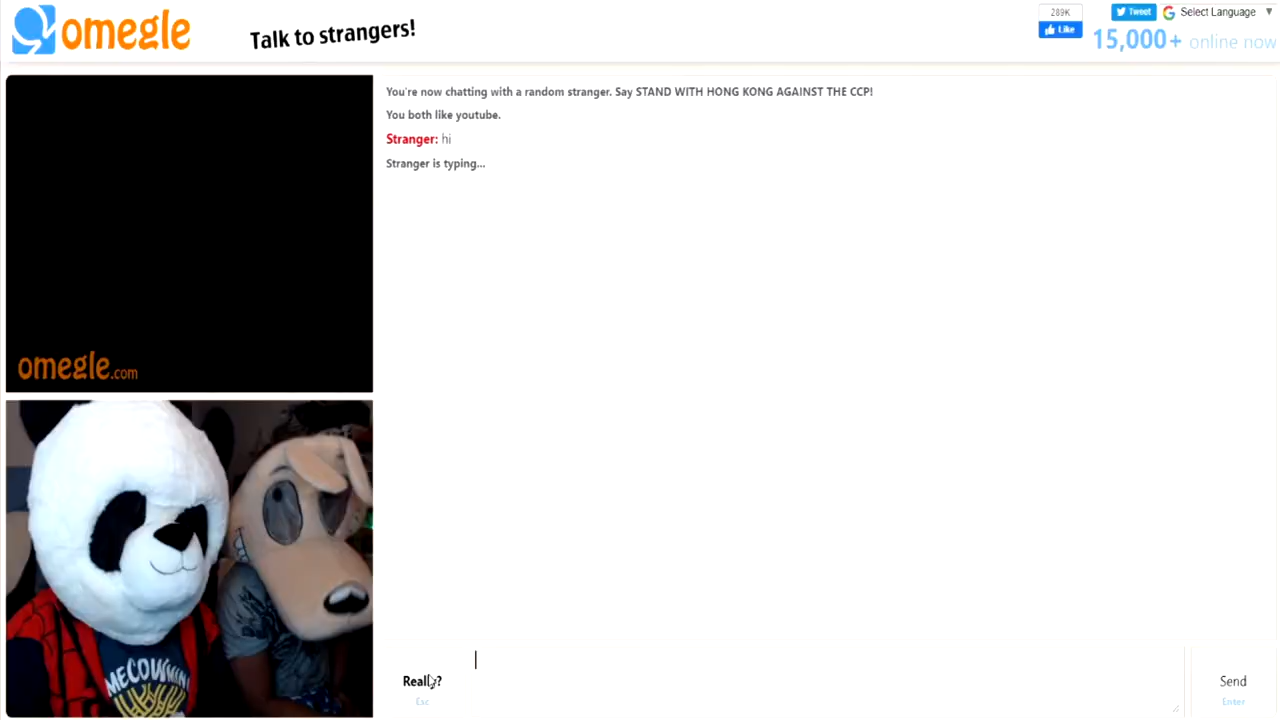 omegle
Talk to strangers!
289K
Like
Tweet
Select Language ▼
15,000+ online now
You're now chatting with a random stranger. Say STAND WITH HONG KONG AGAINST THE CCP!
You both like youtube.
Stranger: hi
Stranger is typing...
omegle.com
MECOWMINI
Really?
Esc
Send
Enter